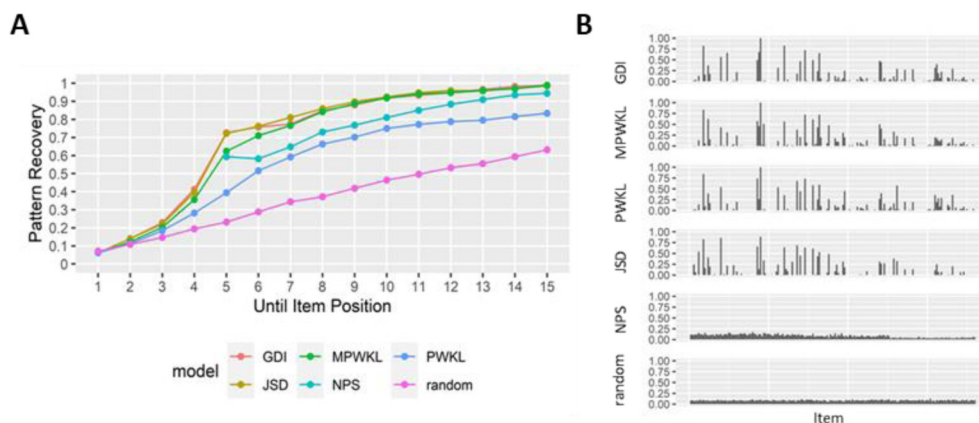 A
Pattern Recovery
1
0.9
0.8
0.7
0.6
0.5
0.4
0.3
0.2
0.1
0
1 2 3 4 5 6 7 8 9 10 11 12 13 14 15
Until Item Position
model
GDI MPWKL PWKL
JSD NPS random
B
GDI
1.00
0.75
0.50
0.25
0.00
MPWKL
1.00
0.75
0.50
0.25
0.00
PWKL
1.00
0.75
0.50
0.25
0.00
JSD
1.00
0.75
0.50
0.25
0.00
NPS
1.00
0.75
0.50
0.25
0.00
random
1.00
0.75
0.50
0.25
0.00
Item